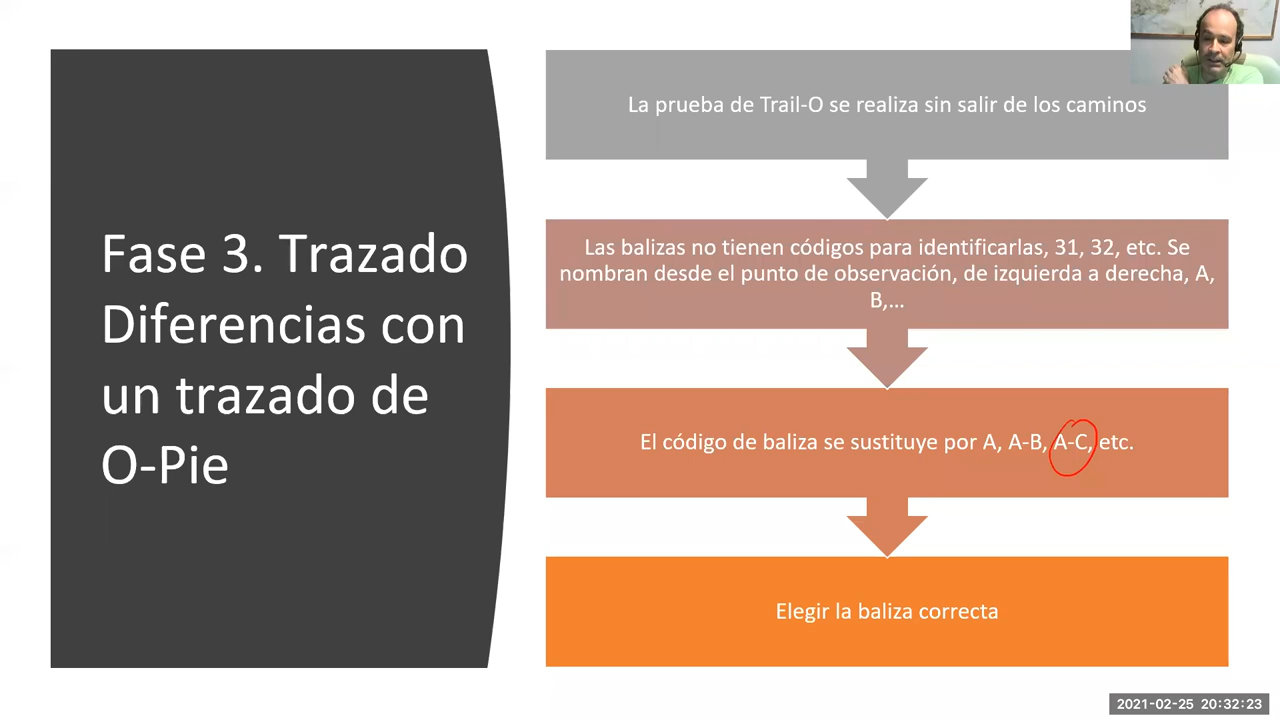 Fase 3. Trazado
Diferencias con
un trazado de
O-Pie
La prueba de Trail-O se realiza sin salir de los caminos
Las balizas no tienen códigos para identificarlas, 31, 32, etc. Se
nombran desde el punto de observación, de izquierda a derecha, A,
B,...
El código de baliza se sustituye por A, A-B, A-C, etc.
Elegir la baliza correcta
2021-02-25 20:32:23